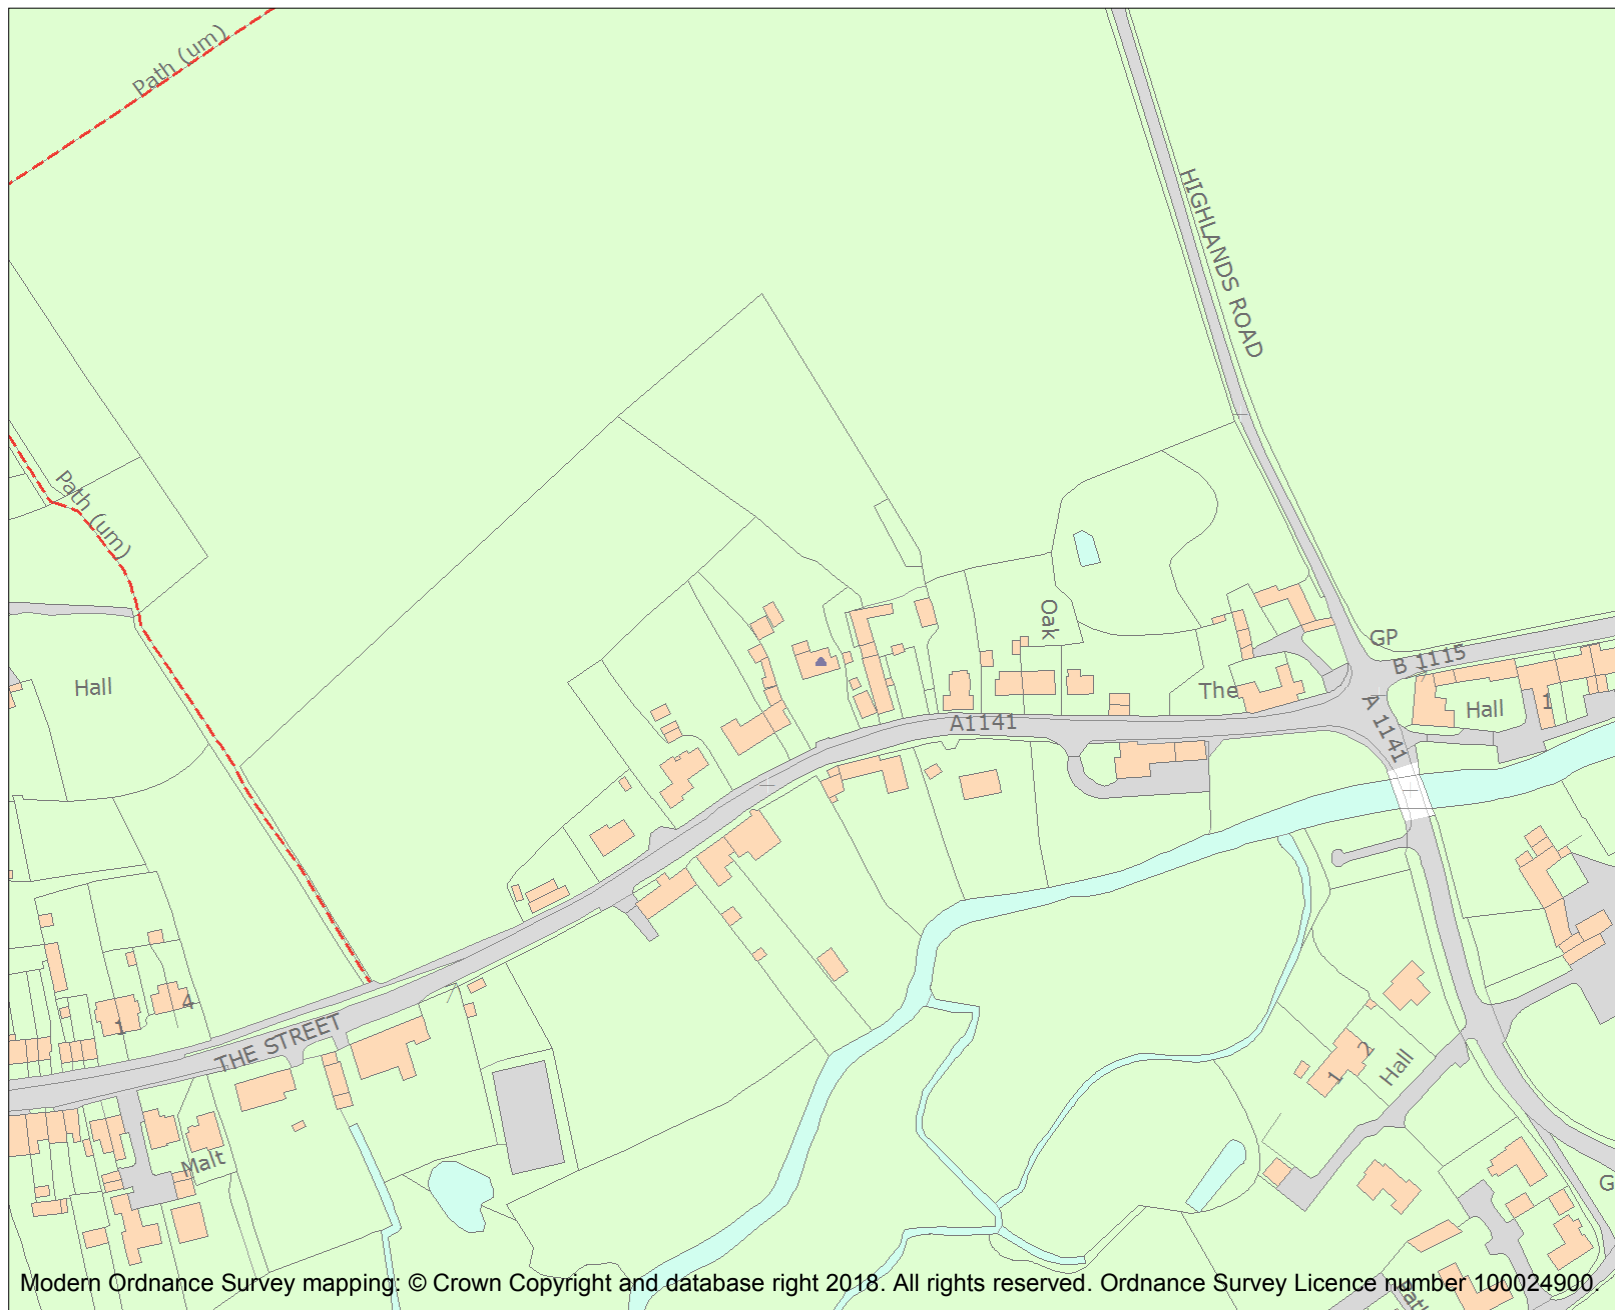 Path (um)
HIGHLANDS ROAD
Path (um)
Oak
GP
B 1115
Hall
The
A 1141
Hall
1
A1141
4
1
THE STREET
2
1
Hall
Malt
G
Modern Ordnance Survey mapping: © Crown Copyright and database right 2018. All rights reserved. Ordnance Survey Licence number 100024900.